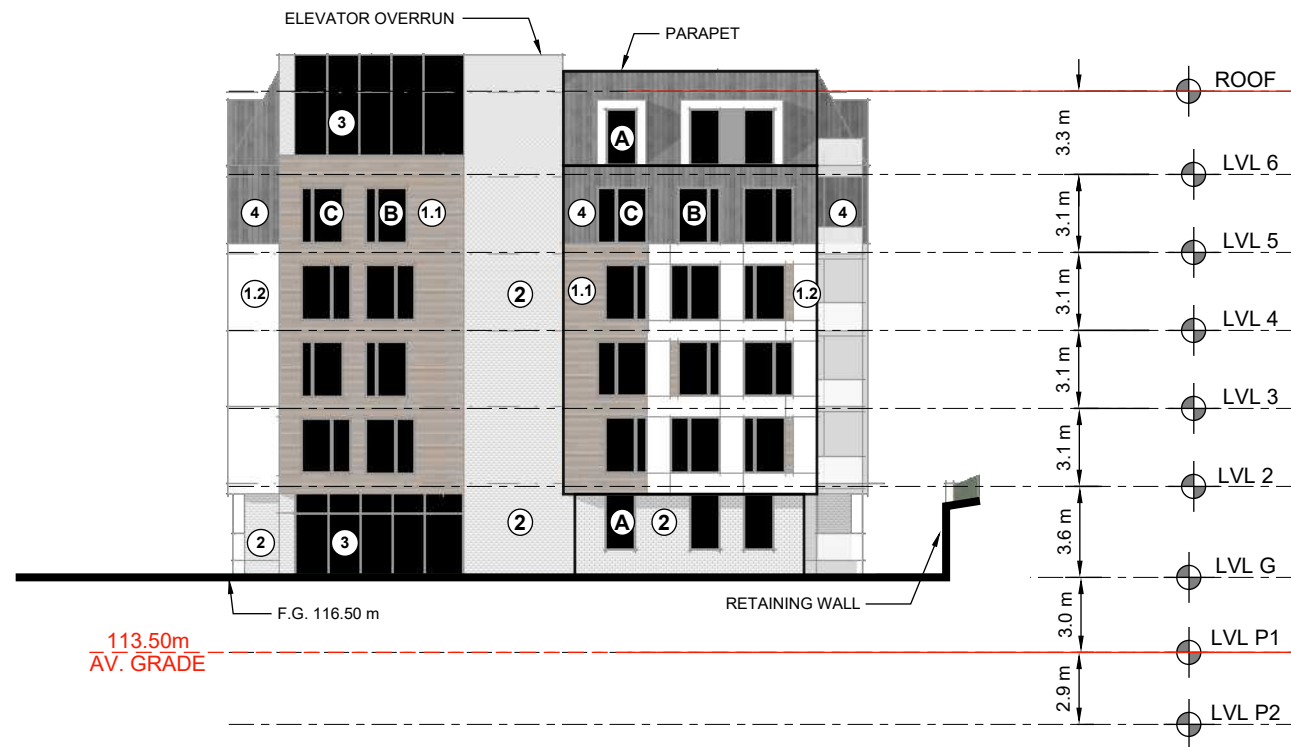 ELEVATOR OVERRUN
PARAPET
ROOF
3
A
3.3 m
LVL 6
4
C
B
1.1
4
C
B
4
3.1 m
LVL 5
1.2
2
1.1
1.2
3.1 m
LVL 4
3.1 m
LVL 3
3.1 m
LVL 2
2
3
2
A
2
3.6 m
LVL G
F.G. 116.50 m
RETAINING WALL
3.0 m
113.50m
AV. GRADE
LVL P1
2.9 m
LVL P2